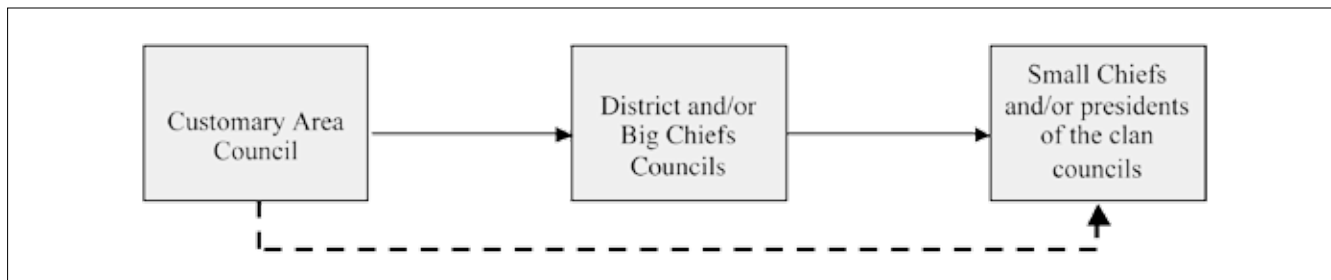 Customary Area
Council
District and/or
Big Chiefs
Councils
Small Chiefs
and/or presidents
of the clan
councils